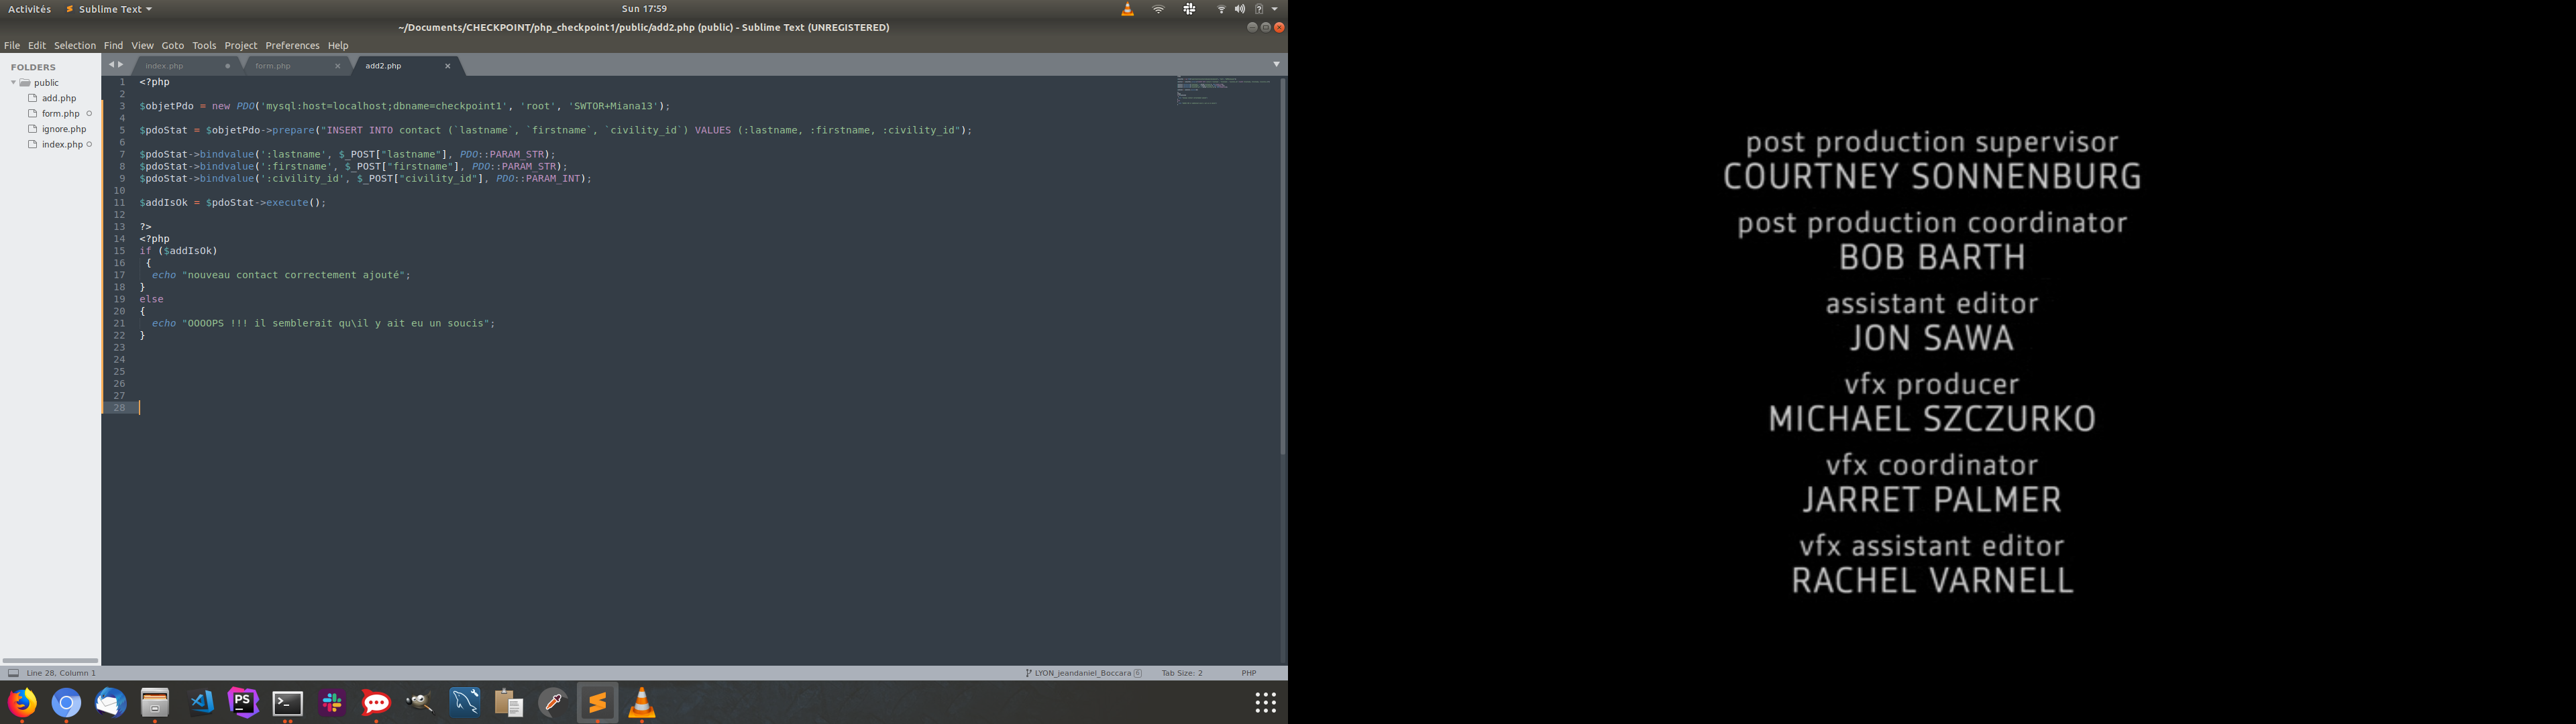 Activités Sublime Text Sun 17:59
~/Documents/CHECKPOINT/php_checkpoint1/public/add2.php (public) - Sublime Text (UNREGISTERED)
File Edit Selection Find View Goto Tools Project Preferences Help
FOLDERS
public
add.php
form.php
ignore.php
index.php
index.php form.php add2.php
1 <?php
2
3 $objetPdo = new PDO('mysql:host=localhost;dbname=checkpoint1', 'root', 'SWTOR+Miana13');
4
5 $pdoStat = $objetPdo->prepare("INSERT INTO contact (`lastname`, `firstname`, `civility_id`) VALUES (:lastname, :firstname, :civility_id");
6
7 $pdoStat->bindvalue(':lastname', $_POST["lastname"], PDO::PARAM_STR);
8 $pdoStat->bindvalue(':firstname', $_POST["firstname"], PDO::PARAM_STR);
9 $pdoStat->bindvalue(':civility_id', $_POST["civility_id"], PDO::PARAM_INT);
10
11 $addIsOk = $pdoStat->execute();
12
13 ?>
14 <?php
15 if ($addIsOk)
16 {
17 echo "nouveau contact correctement ajouté";
18 }
19 else
20 {
21 echo "OOOOPS !!! il semblerait qu\il y ait eu un soucis";
22 }
23
24
25
26
27
28
Line 28, Column 1 LYON_jeandaniel_Boccara 6 Tab Size: 2 PHP
PS
post production supervisor
COURTNEY SONNENBURG
post production coordinator
BOB BARTH
assistant editor
JON SAWA
vfx producer
MICHAEL SZCZURKO
vfx coordinator
JARRET PALMER
vfx assistant editor
RACHEL VARNELL